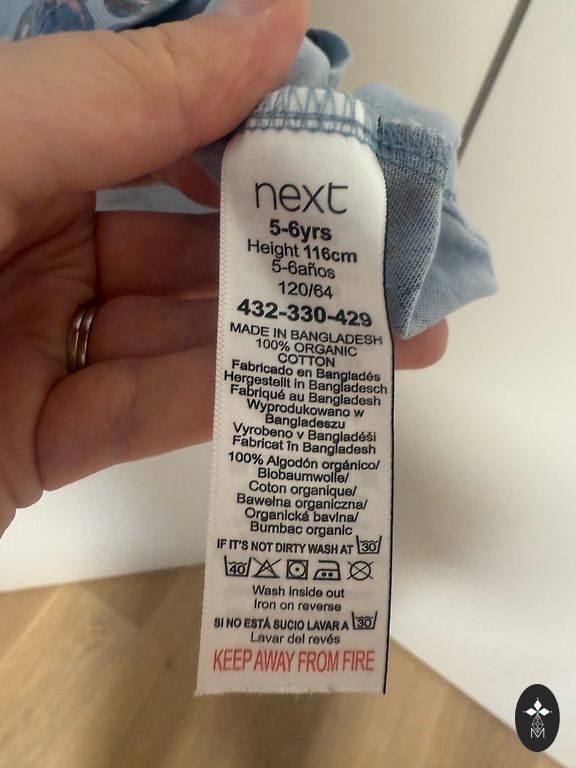 next
5-6yrs
Height 116cm
5-6años
120/64
432-330-429
MADE IN BANGLADESH
100% ORGANIC
COTTON
Fabricado en Bangladés
Hergestellt in Bangladesch
Fabriqué au Bangladesh
Wyprodukowano w
Bangladeszu
Vyrobeno v Bangladéši
Fabricat în Bangladesh
100% Algodón orgánico/
Biobaumwolle/
Coton organique/
Bawełna organiczna/
Organická bavlna/
Bumbac organic
IF IT'S NOT DIRTY WASH AT 30
40
Wash inside out
Iron on reverse
SI NO ESTÁ SUCIO LAVAR A 30
Lavar del revés
KEEP AWAY FROM FIRE